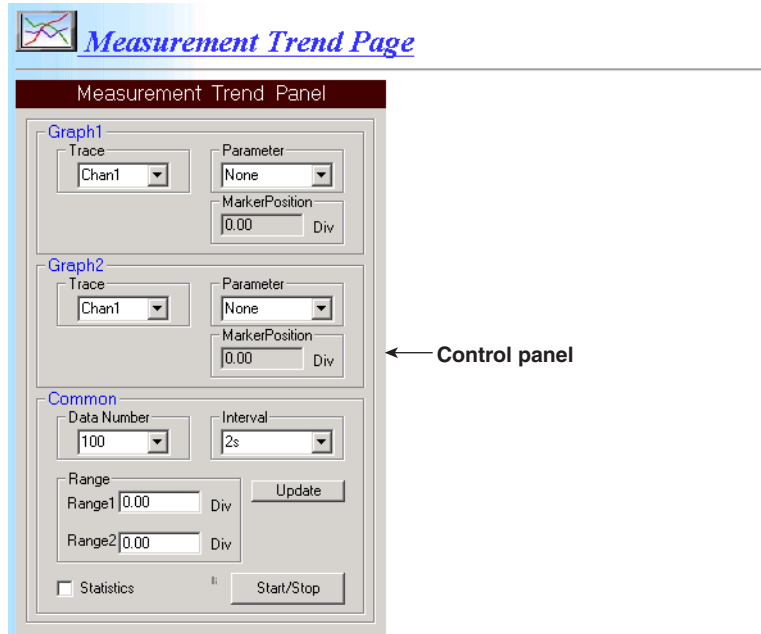 Measurement Trend Page
Measurement Trend Panel
Graph1
Trace
Parameter
Chan1
None
MarkerPosition
0.00 Div
Graph2
Trace
Parameter
Chan1
None
MarkerPosition
0.00 Div
Control panel
Common
Data Number
Interval
100
2s
Range
Range1 0.00 Div
Update
Range2 0.00 Div
Statistics
Start/Stop